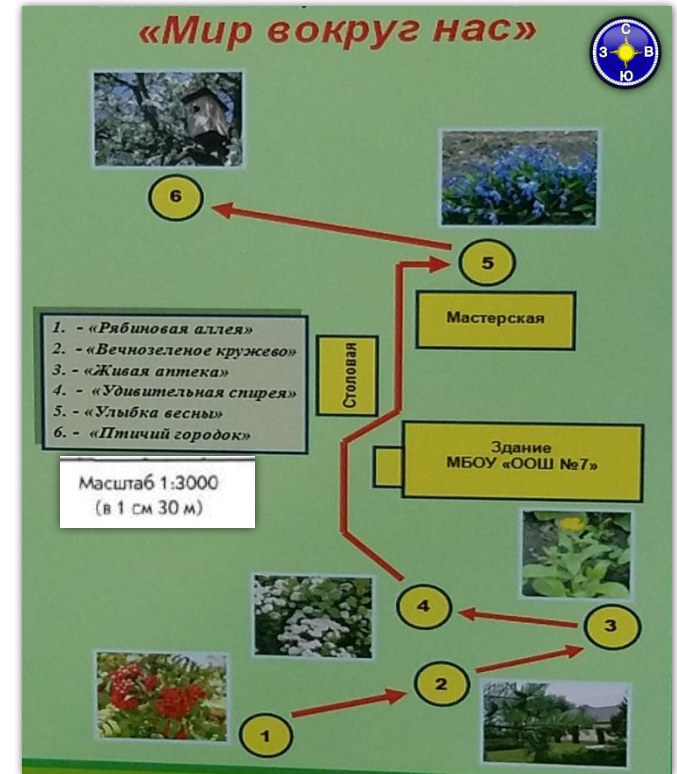 «Мир вокруг нас»
С
З В
Ю
6
5
Мастерская
1. - «Рябиновая аллея»
2. - «Вечнозеленое кружево»
3. - «Живая аптека»
4. - «Удивительная спирея»
5. - «Улыбка весны»
6. - «Птичий городок»
Столовая
Здание
МБОУ «ООШ №7»
Масштаб 1:3000
(в 1 см 30 м)
4
3
2
1